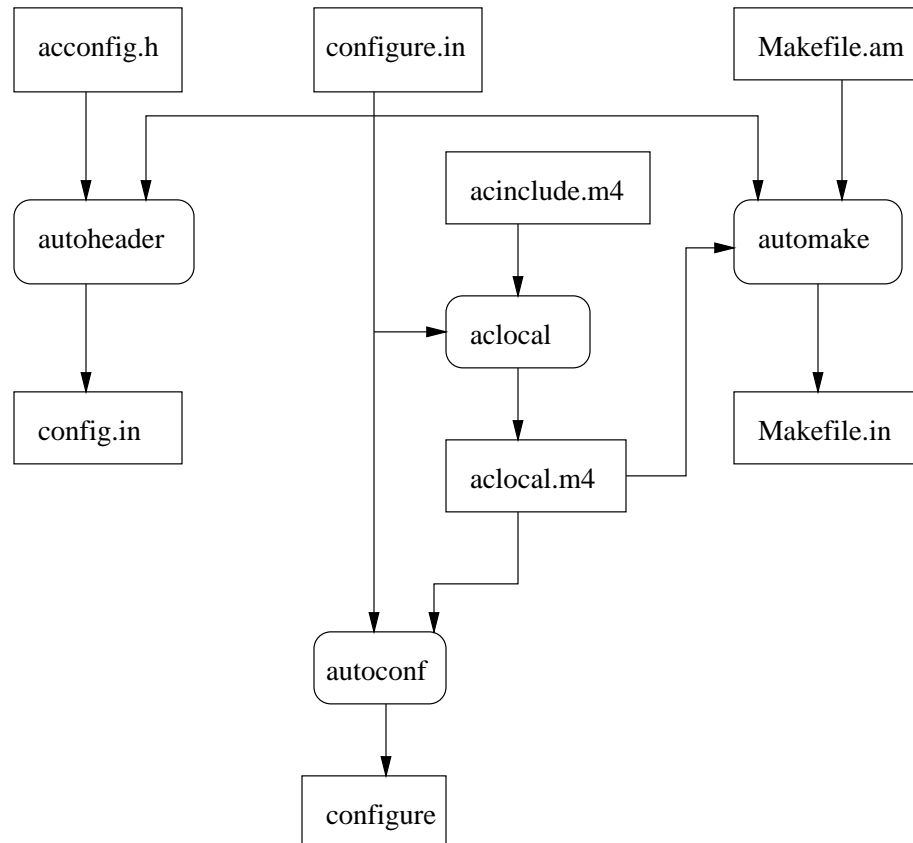 acconfig.h
configure.in
Makefile.am
acinclude.m4
autoheader
automake
aclocal
config.in
Makefile.in
aclocal.m4
autoconf
configure